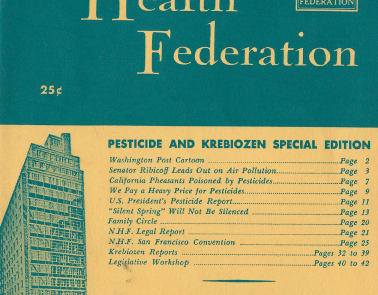 Health
FEDERATION
Federation
25¢
PESTICIDE AND KREBIOZEN SPECIAL EDITION
Washington Post Cartoon ... Page 2
Senator Ribicoff Leads Out on Air Pollution ... Page 3
California Pheasants Poisoned by Pesticides ... Page 7
We Pay a Heavy Price for Pesticides ... Page 9
U.S. President's Pesticide Report ... Page 11
"Silent Spring" Will Not Be Silenced ... Page 13
Family Circle ... Page 20
N.H.F. Legal Report ... Page 21
N.H.F. San Francisco Convention ... Page 25
Krebiozen Reports ... Pages 32 to 39
Legislative Workshop ... Pages 40 to 42